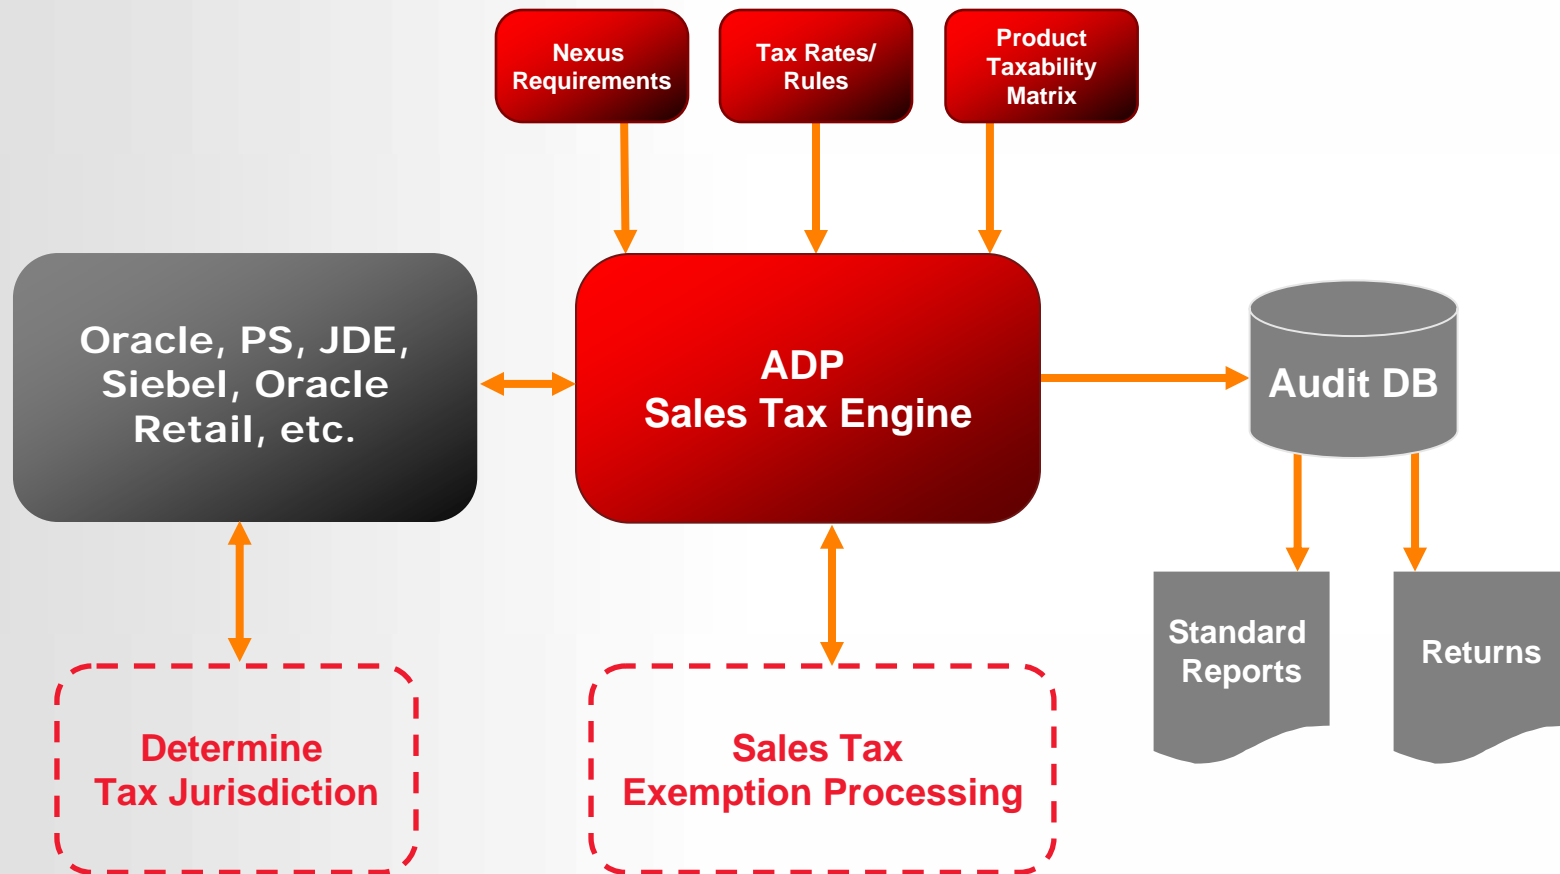 Nexus
Requirements
Tax Rates/
Rules
Product
Taxability
Matrix
Oracle, PS, JDE,
Siebel, Oracle
Retail, etc.
ADP
Sales Tax Engine
Audit DB
Standard
Reports
Returns
Determine
Tax Jurisdiction
Sales Tax
Exemption Processing